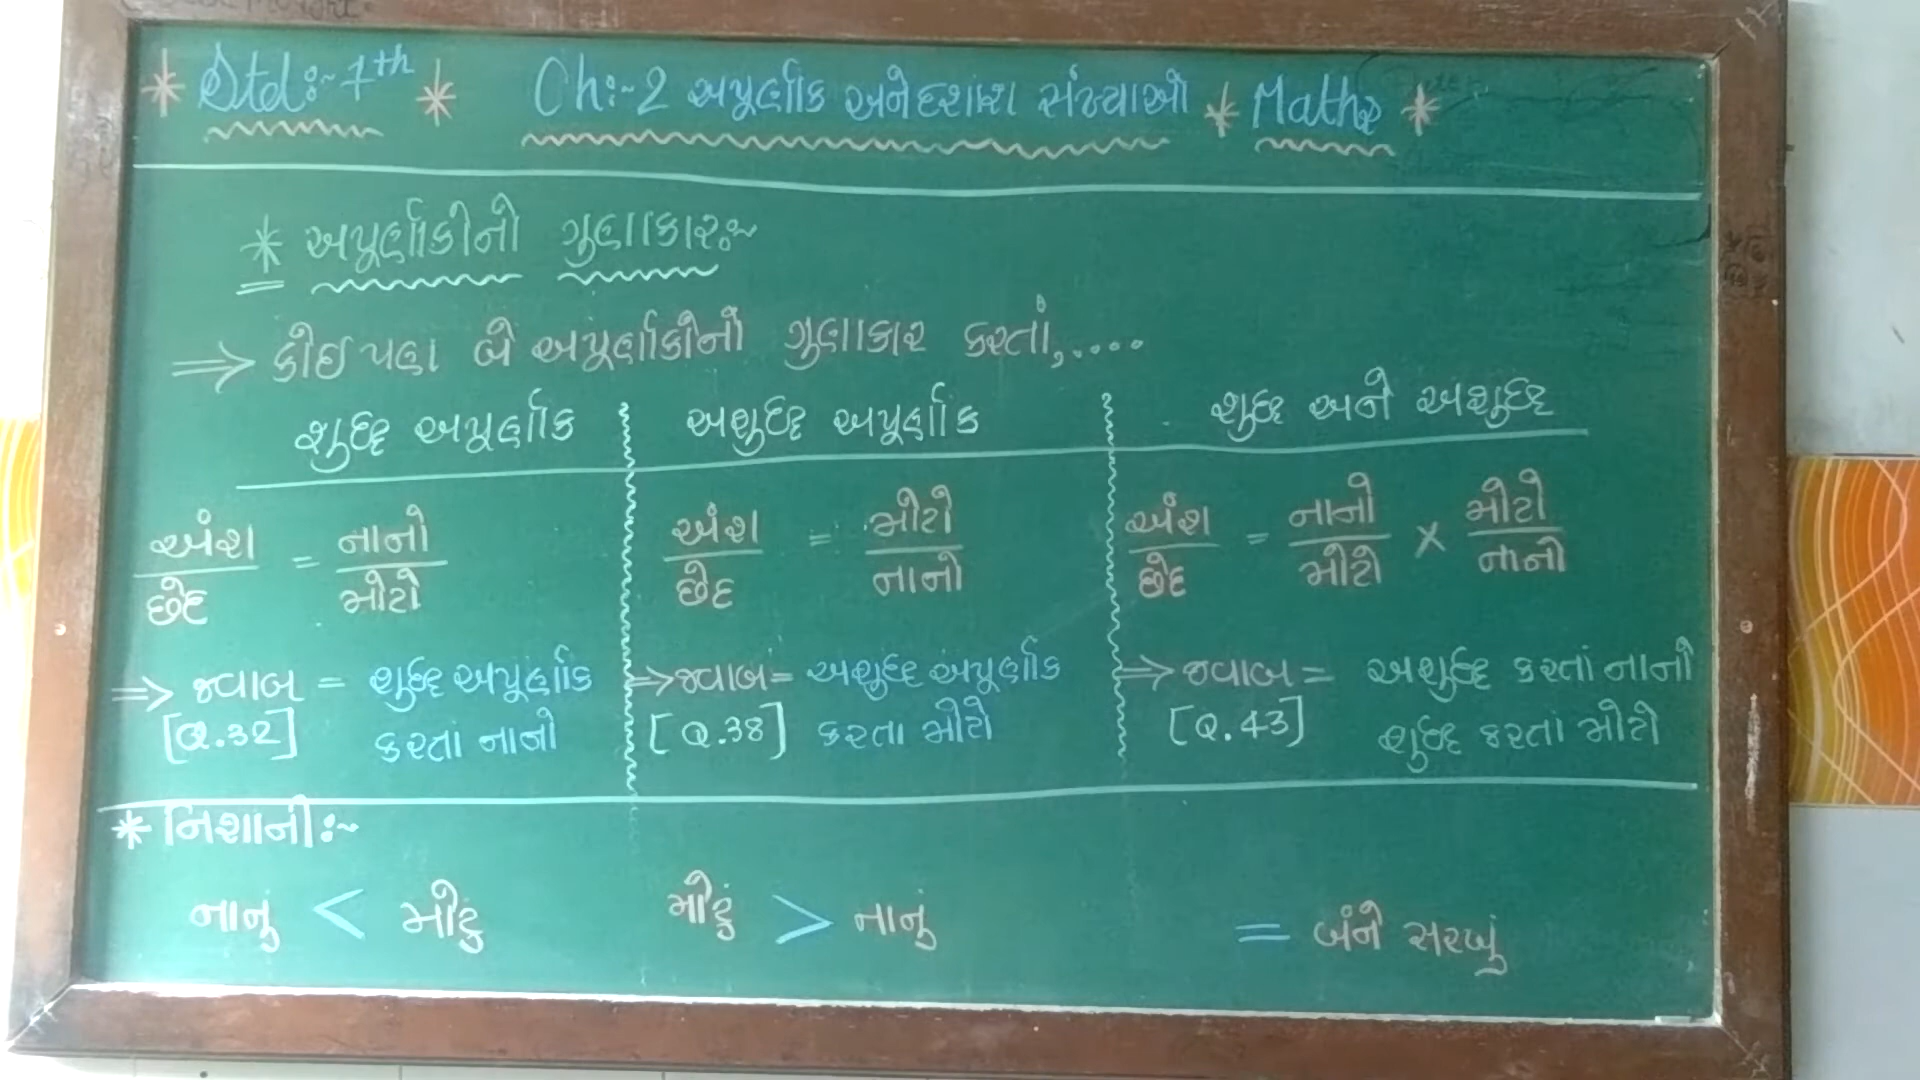 * Std:~ 7th * Ch:~2 અપૂર્ણાંક અને દશાંશ સંખ્યાઓ * Maths *
* અપૂર્ણાંકોનો ગુણાકાર:~
⇒ કોઈ પણ બે અપૂર્ણાંકોનો ગુણાકાર કરતાં,....
શુદ્ધ અપૂર્ણાંક
અંશ/છેદ = નાનો/મોટો
⇒ જવાબ = શુદ્ધ અપૂર્ણાંક
[Q.32] કરતાં નાનો
અશુદ્ધ અપૂર્ણાંક
અંશ/છેદ = મોટો/નાનો
⇒ જવાબ = અશુદ્ધ અપૂર્ણાંક
[Q.38] કરતા મોટો
શુદ્ધ અને અશુદ્ધ
અંશ/છેદ = નાનો/મોટો × મોટો/નાનો
⇒ જવાબ = અશુદ્ધ કરતાં નાનો
[Q.43] શુદ્ધ કરતાં મોટો
* નિશાની:~
નાનુ < મોટુ મોટું > નાનું = બંને સરખું